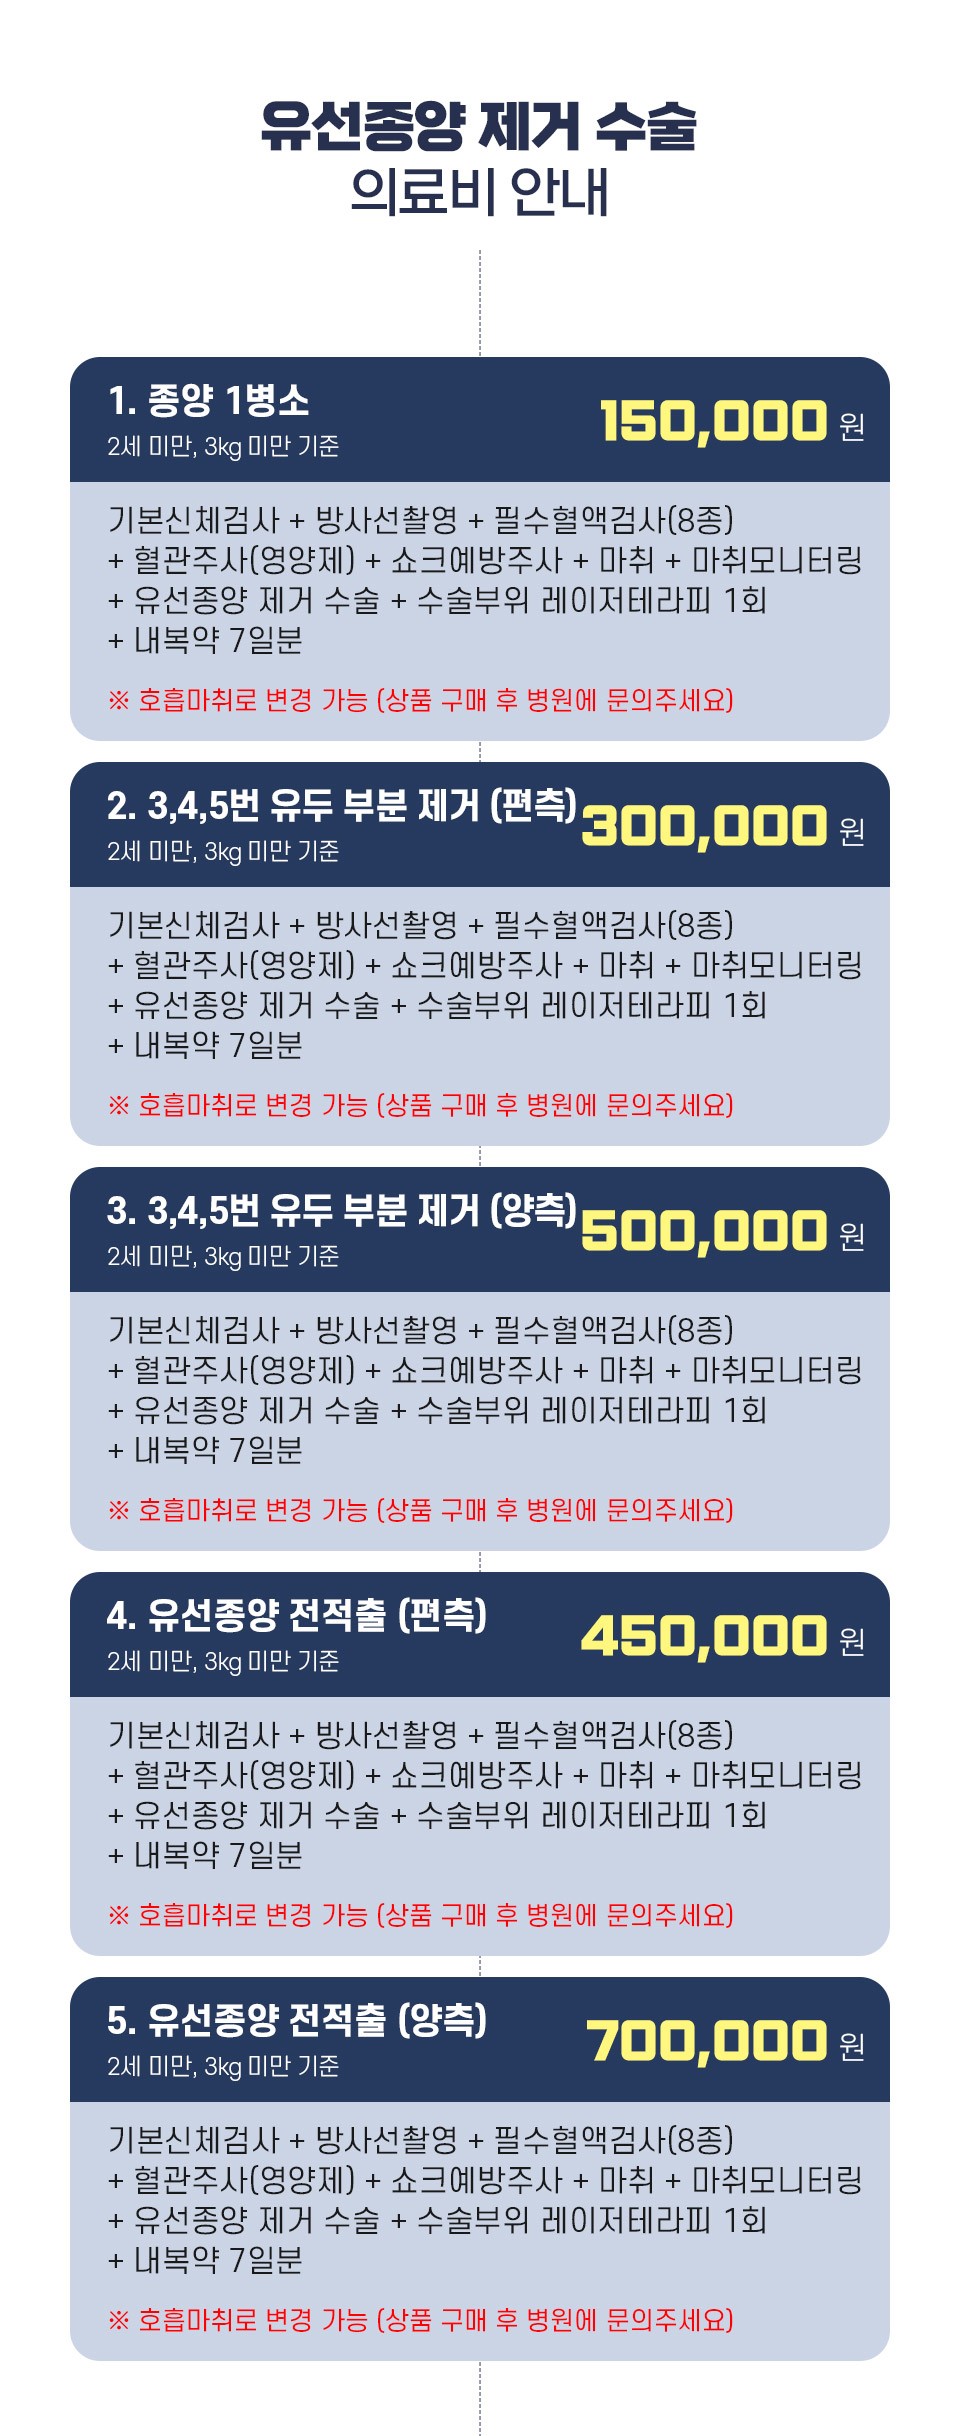 유선종양 제거 수술
의료비 안내
1. 종양 1병소
2세 미만, 3kg 미만 기준
150,000 원
기본신체검사 + 방사선촬영 + 필수혈액검사(8종)
+ 혈관주사(영양제) + 쇼크예방주사 + 마취 + 마취모니터링
+ 유선종양 제거 수술 + 수술부위 레이저테라피 1회
+ 내복약 7일분
※ 호흡마취로 변경 가능 (상품 구매 후 병원에 문의주세요)
2. 3,4,5번 유두 부분 제거 (편측)
2세 미만, 3kg 미만 기준
300,000 원
기본신체검사 + 방사선촬영 + 필수혈액검사(8종)
+ 혈관주사(영양제) + 쇼크예방주사 + 마취 + 마취모니터링
+ 유선종양 제거 수술 + 수술부위 레이저테라피 1회
+ 내복약 7일분
※ 호흡마취로 변경 가능 (상품 구매 후 병원에 문의주세요)
3. 3,4,5번 유두 부분 제거 (양측)
2세 미만, 3kg 미만 기준
500,000 원
기본신체검사 + 방사선촬영 + 필수혈액검사(8종)
+ 혈관주사(영양제) + 쇼크예방주사 + 마취 + 마취모니터링
+ 유선종양 제거 수술 + 수술부위 레이저테라피 1회
+ 내복약 7일분
※ 호흡마취로 변경 가능 (상품 구매 후 병원에 문의주세요)
4. 유선종양 전적출 (편측)
2세 미만, 3kg 미만 기준
450,000 원
기본신체검사 + 방사선촬영 + 필수혈액검사(8종)
+ 혈관주사(영양제) + 쇼크예방주사 + 마취 + 마취모니터링
+ 유선종양 제거 수술 + 수술부위 레이저테라피 1회
+ 내복약 7일분
※ 호흡마취로 변경 가능 (상품 구매 후 병원에 문의주세요)
5. 유선종양 전적출 (양측)
2세 미만, 3kg 미만 기준
700,000 원
기본신체검사 + 방사선촬영 + 필수혈액검사(8종)
+ 혈관주사(영양제) + 쇼크예방주사 + 마취 + 마취모니터링
+ 유선종양 제거 수술 + 수술부위 레이저테라피 1회
+ 내복약 7일분
※ 호흡마취로 변경 가능 (상품 구매 후 병원에 문의주세요)